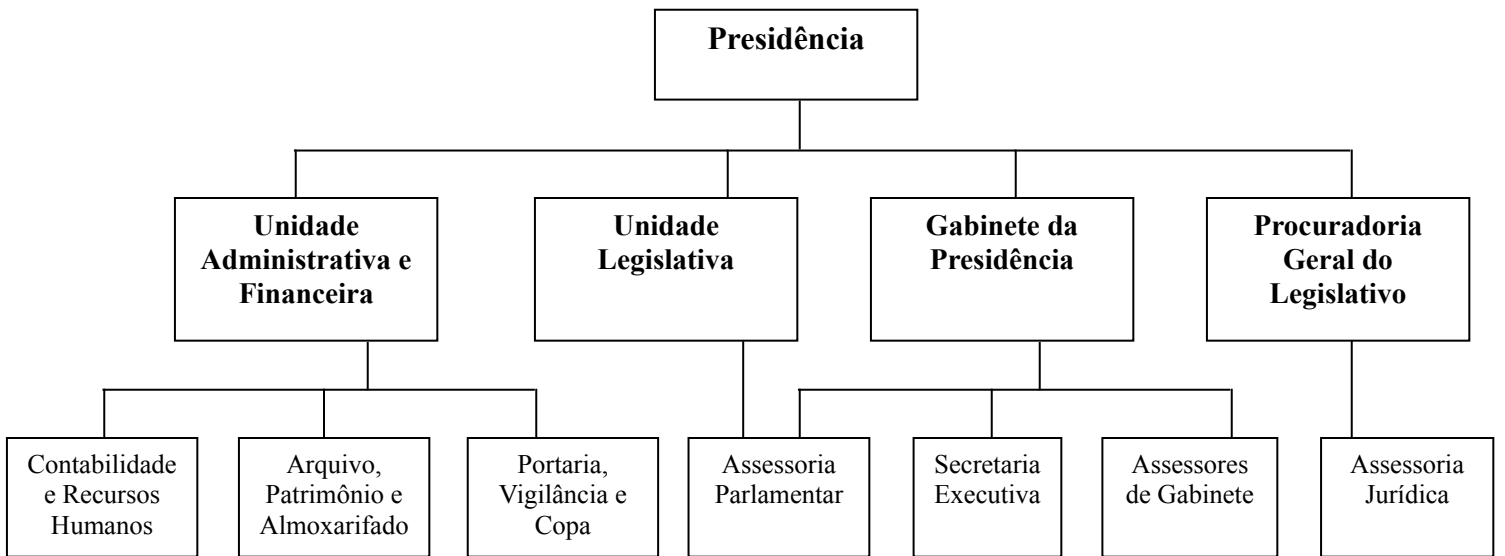 Presidência
Unidade
Administrativa e
Financeira
Unidade
Legislativa
Gabinete da
Presidência
Procuradoria
Geral do
Legislativo
Contabilidade
e Recursos
Humanos
Arquivo,
Patrimônio e
Almoxarifado
Portaria,
Vigilância e
Copa
Assessoria
Parlamentar
Secretaria
Executiva
Assessores
de Gabinete
Assessoria
Jurídica